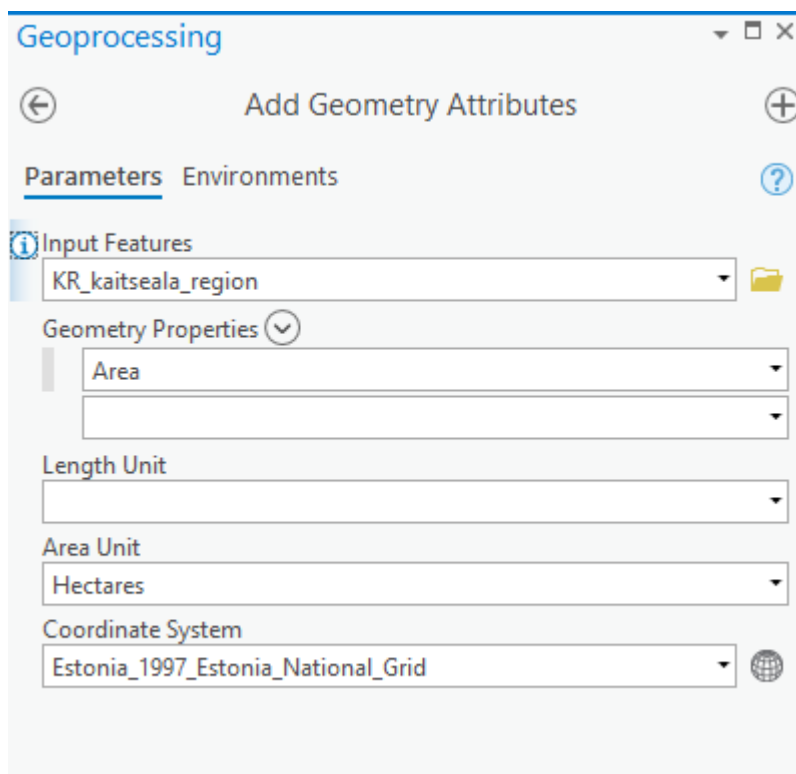 Geoprocessing
Add Geometry Attributes
Parameters Environments
Input Features
KR_kaitseala_region
Geometry Properties
Area
Length Unit
Area Unit
Hectares
Coordinate System
Estonia_1997_Estonia_National_Grid